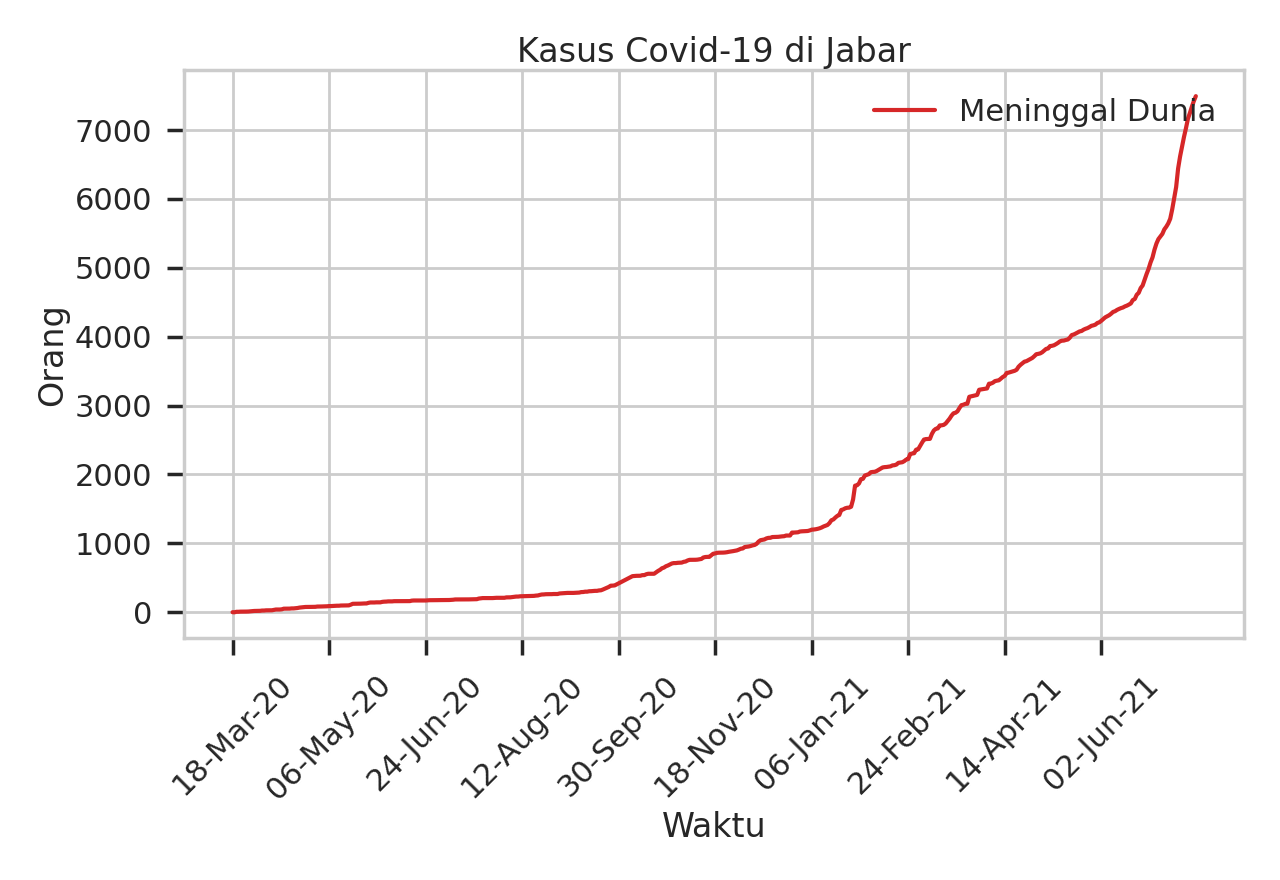 Kasus Covid-19 di Jabar
Meninggal Dunia
7000
6000
5000
4000
3000
2000
1000
0
Orang
18-Mar-20
06-May-20
24-Jun-20
12-Aug-20
30-Sep-20
18-Nov-20
06-Jan-21
24-Feb-21
14-Apr-21
02-Jun-21
Waktu